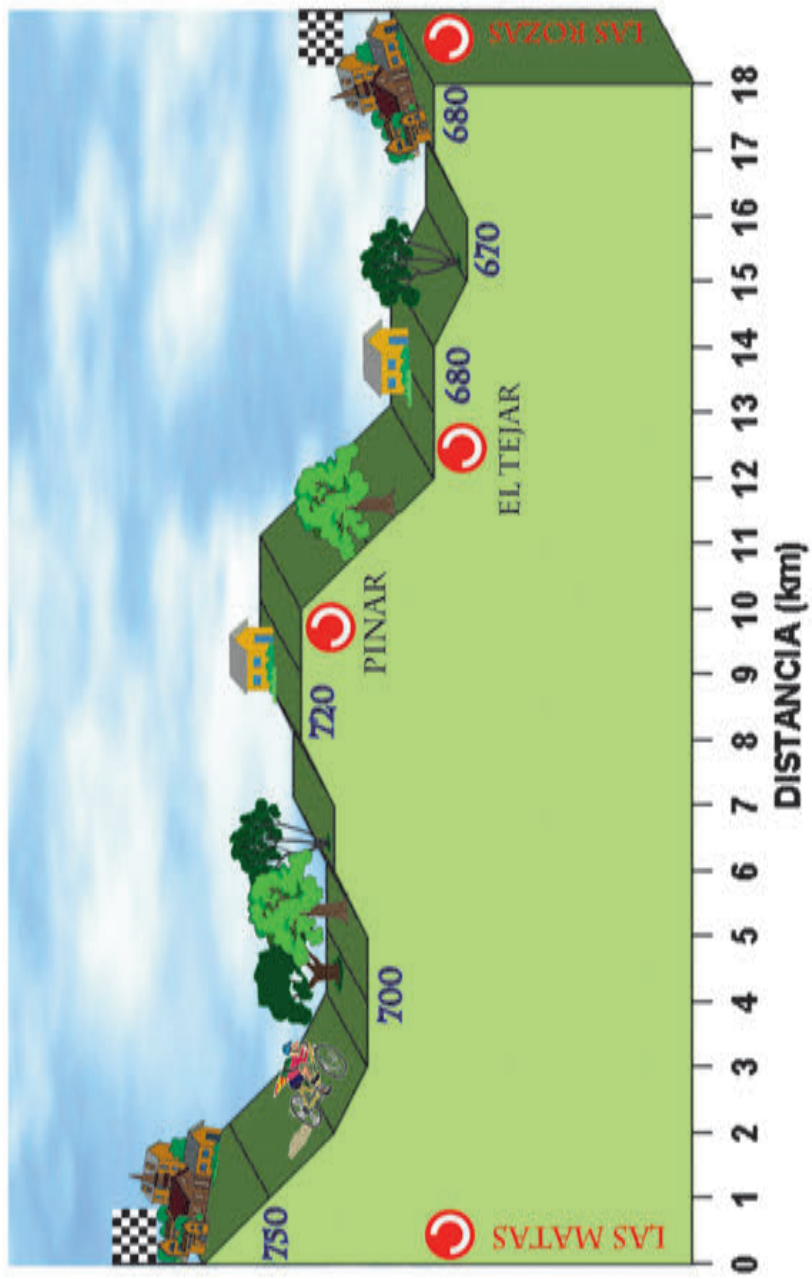 750
700
720
680
670
680
PINAR
EL TEJAR
LAS MATAS
LAS ROZAS
0 1 2 3 4 5 6 7 8 9 10 11 12 13 14 15 16 17 18
DISTANCIA (km)